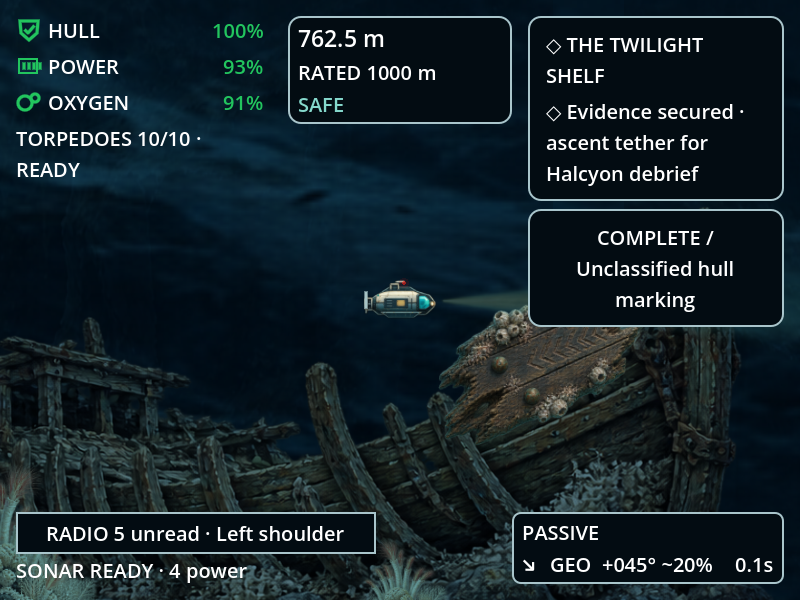 HULL 100%
POWER 93%
OXYGEN 91%
TORPEDOES 10/10 ·
READY
762.5 m
RATED 1000 m
SAFE
◇ THE TWILIGHT
SHELF
◇ Evidence secured ·
ascent tether for
Halcyon debrief
COMPLETE /
Unclassified hull
marking
RADIO 5 unread · Left shoulder
SONAR READY · 4 power
PASSIVE
↘ GEO +045° ~20% 0.1s